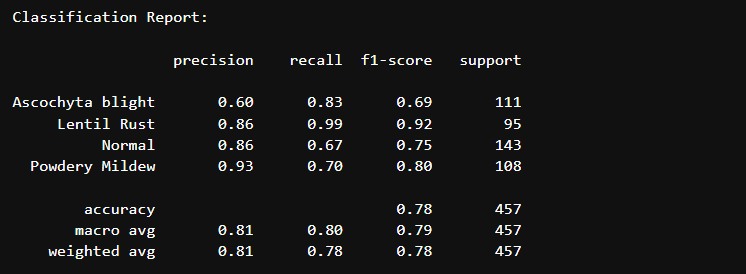 Classification Report:
precision recall f1-score support
Ascochyta blight 0.60 0.83 0.69 111
Lentil Rust 0.86 0.99 0.92 95
Normal 0.86 0.67 0.75 143
Powdery Mildew 0.93 0.70 0.80 108
accuracy 0.78 457
macro avg 0.81 0.80 0.79 457
weighted avg 0.81 0.78 0.78 457